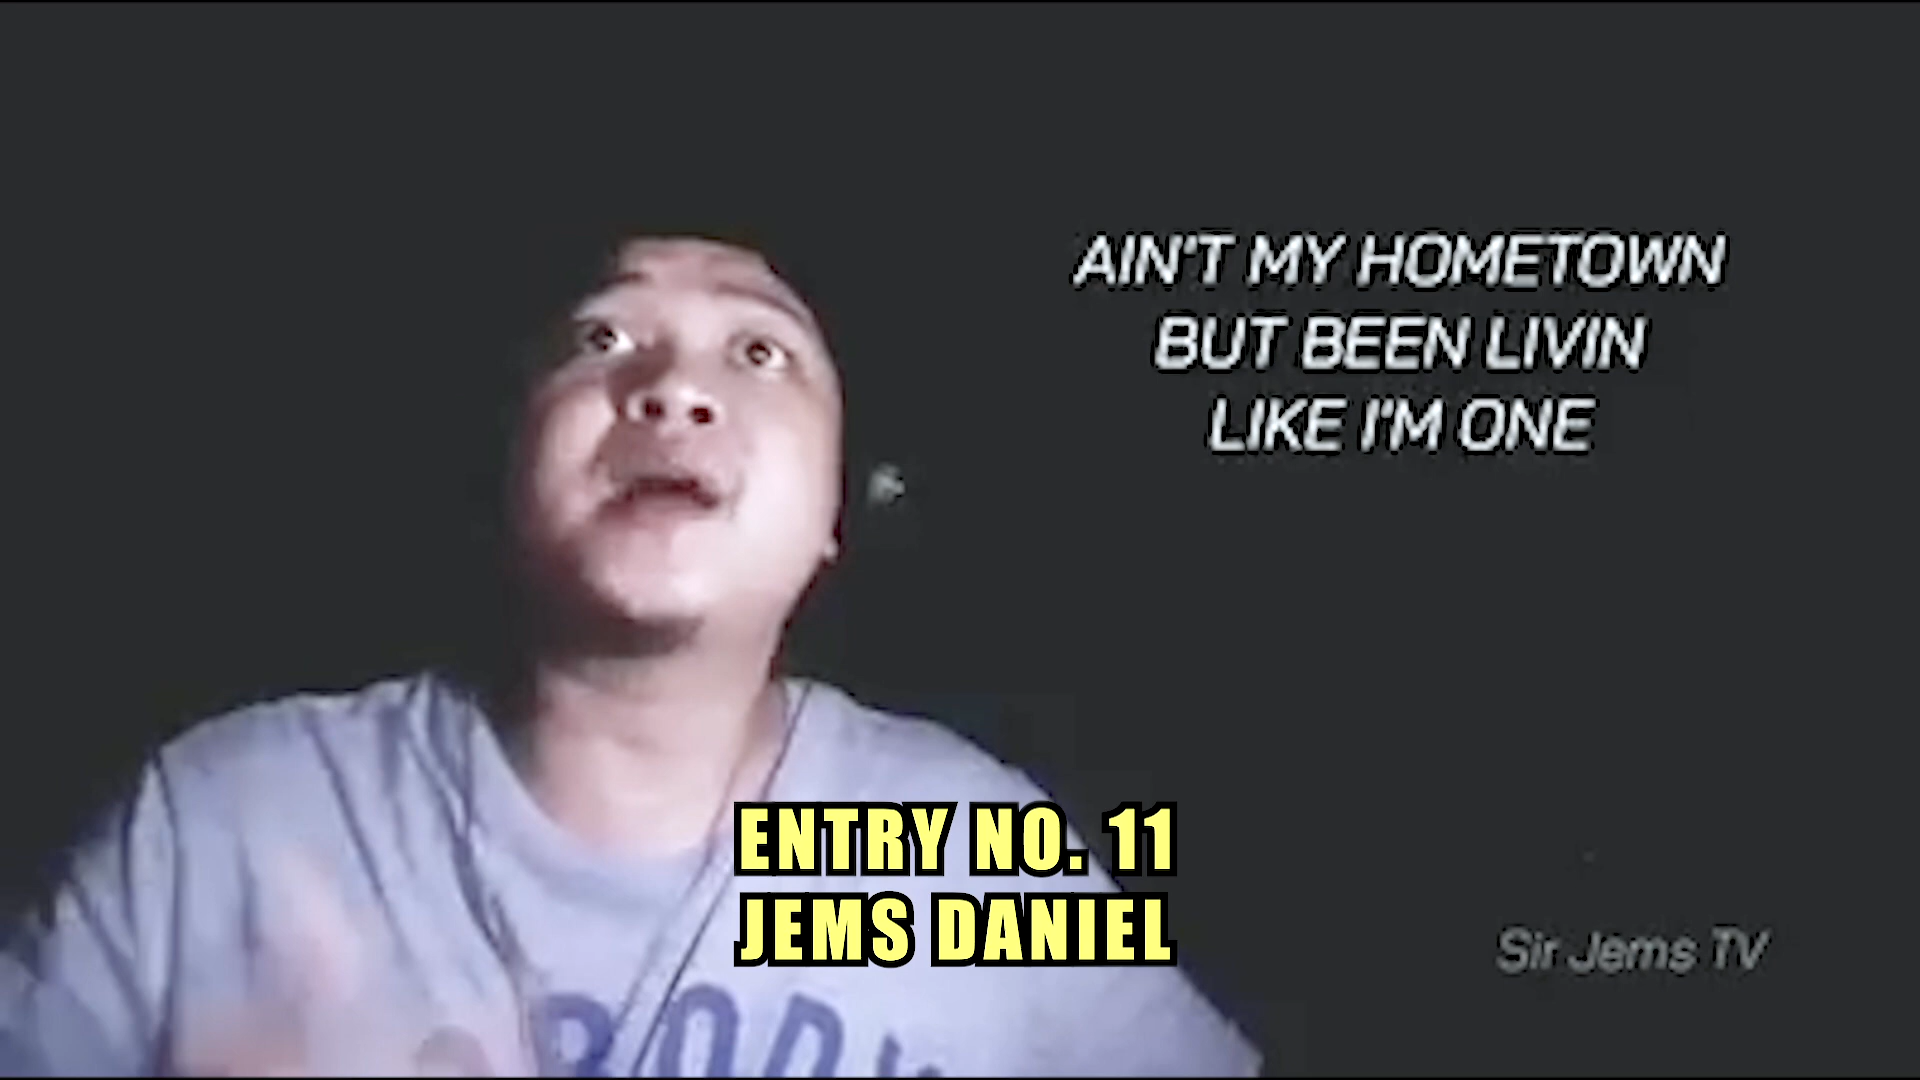 AIN'T MY HOMETOWN
BUT BEEN LIVIN
LIKE I'M ONE
ENTRY NO. 11
JEMS DANIEL
Sir Jems TV